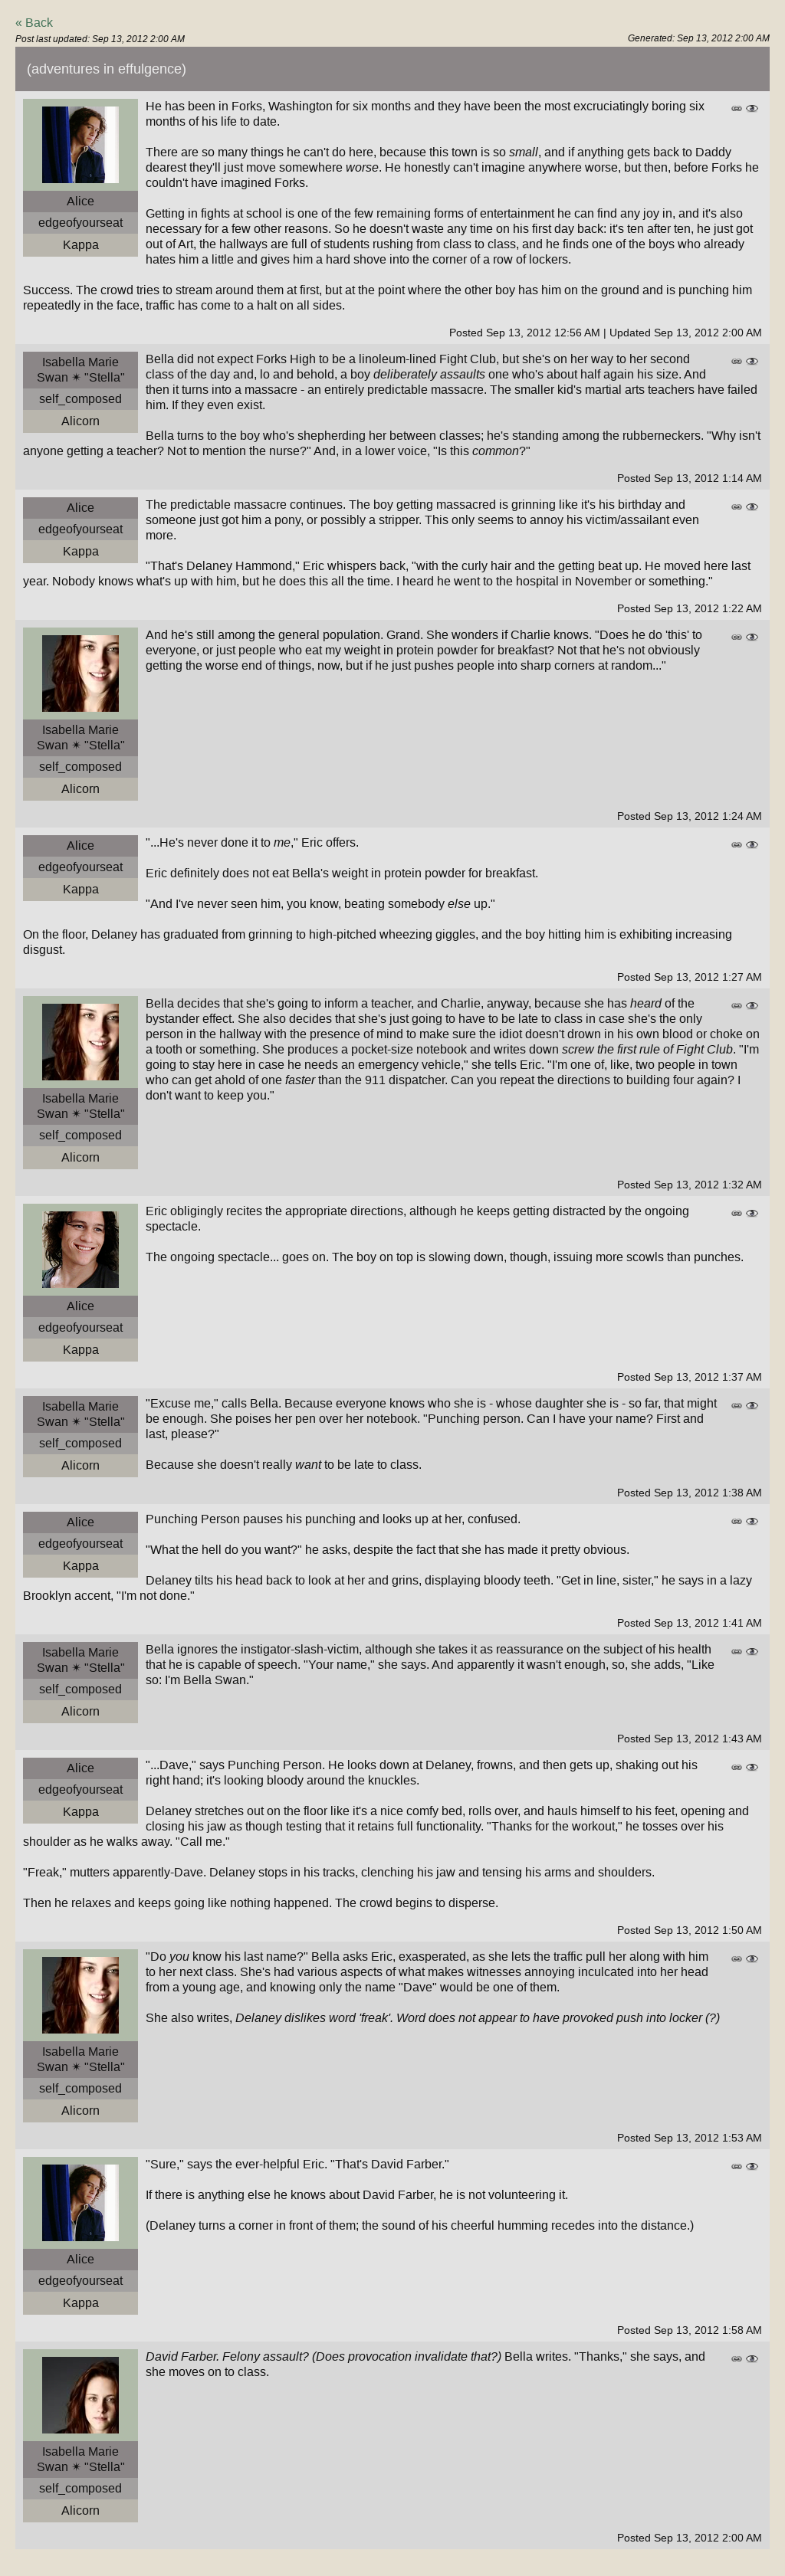 « Back
Post last updated: Sep 13, 2012 2:00 AM
Generated: Sep 13, 2012 2:00 AM
(adventures in effulgence)
Alice
edgeofyourseat
Kappa
He has been in Forks, Washington for six months and they have been the most excruciatingly boring six
months of his life to date.
There are so many things he can't do here, because this town is so small, and if anything gets back to Daddy
dearest they'll just move somewhere worse. He honestly can't imagine anywhere worse, but then, before Forks he
couldn't have imagined Forks.
Getting in fights at school is one of the few remaining forms of entertainment he can find any joy in, and it's also
necessary for a few other reasons. So he doesn't waste any time on his first day back: it's ten after ten, he just got
out of Art, the hallways are full of students rushing from class to class, and he finds one of the boys who already
hates him a little and gives him a hard shove into the corner of a row of lockers.
Success. The crowd tries to stream around them at first, but at the point where the other boy has him on the ground and is punching him
repeatedly in the face, traffic has come to a halt on all sides.
Posted Sep 13, 2012 12:56 AM | Updated Sep 13, 2012 2:00 AM
Isabella Marie
Swan ✴ "Stella"
self_composed
Alicorn
Bella did not expect Forks High to be a linoleum-lined Fight Club, but she's on her way to her second
class of the day and, lo and behold, a boy deliberately assaults one who's about half again his size. And
then it turns into a massacre - an entirely predictable massacre. The smaller kid's martial arts teachers have failed
him. If they even exist.
Bella turns to the boy who's shepherding her between classes; he's standing among the rubberneckers. "Why isn't
anyone getting a teacher? Not to mention the nurse?" And, in a lower voice, "Is this common?"
Posted Sep 13, 2012 1:14 AM
Alice
edgeofyourseat
Kappa
The predictable massacre continues. The boy getting massacred is grinning like it's his birthday and
someone just got him a pony, or possibly a stripper. This only seems to annoy his victim/assailant even
more.
"That's Delaney Hammond," Eric whispers back, "with the curly hair and the getting beat up. He moved here last
year. Nobody knows what's up with him, but he does this all the time. I heard he went to the hospital in November or something."
Posted Sep 13, 2012 1:22 AM
Isabella Marie
Swan ✴ "Stella"
self_composed
Alicorn
And he's still among the general population. Grand. She wonders if Charlie knows. "Does he do 'this' to
everyone, or just people who eat my weight in protein powder for breakfast? Not that he's not obviously
getting the worse end of things, now, but if he just pushes people into sharp corners at random..."
Posted Sep 13, 2012 1:24 AM
Alice
edgeofyourseat
Kappa
"...He's never done it to me," Eric offers.
Eric definitely does not eat Bella's weight in protein powder for breakfast.
"And I've never seen him, you know, beating somebody else up."
On the floor, Delaney has graduated from grinning to high-pitched wheezing giggles, and the boy hitting him is exhibiting increasing
disgust.
Posted Sep 13, 2012 1:27 AM
Isabella Marie
Swan ✴ "Stella"
self_composed
Alicorn
Bella decides that she's going to inform a teacher, and Charlie, anyway, because she has heard of the
bystander effect. She also decides that she's just going to have to be late to class in case she's the only
person in the hallway with the presence of mind to make sure the idiot doesn't drown in his own blood or choke on
a tooth or something. She produces a pocket-size notebook and writes down screw the first rule of Fight Club. "I'm
going to stay here in case he needs an emergency vehicle," she tells Eric. "I'm one of, like, two people in town
who can get ahold of one faster than the 911 dispatcher. Can you repeat the directions to building four again? I
don't want to keep you."
Posted Sep 13, 2012 1:32 AM
Alice
edgeofyourseat
Kappa
Eric obligingly recites the appropriate directions, although he keeps getting distracted by the ongoing
spectacle.
The ongoing spectacle... goes on. The boy on top is slowing down, though, issuing more scowls than punches.
Posted Sep 13, 2012 1:37 AM
Isabella Marie
Swan ✴ "Stella"
self_composed
Alicorn
"Excuse me," calls Bella. Because everyone knows who she is - whose daughter she is - so far, that might
be enough. She poises her pen over her notebook. "Punching person. Can I have your name? First and
last, please?"
Because she doesn't really want to be late to class.
Posted Sep 13, 2012 1:38 AM
Alice
edgeofyourseat
Kappa
Punching Person pauses his punching and looks up at her, confused.
"What the hell do you want?" he asks, despite the fact that she has made it pretty obvious.
Delaney tilts his head back to look at her and grins, displaying bloody teeth. "Get in line, sister," he says in a lazy
Brooklyn accent, "I'm not done."
Posted Sep 13, 2012 1:41 AM
Isabella Marie
Swan ✴ "Stella"
self_composed
Alicorn
Bella ignores the instigator-slash-victim, although she takes it as reassurance on the subject of his health
that he is capable of speech. "Your name," she says. And apparently it wasn't enough, so, she adds, "Like
so: I'm Bella Swan."
Posted Sep 13, 2012 1:43 AM
Alice
edgeofyourseat
Kappa
"...Dave," says Punching Person. He looks down at Delaney, frowns, and then gets up, shaking out his
right hand; it's looking bloody around the knuckles.
Delaney stretches out on the floor like it's a nice comfy bed, rolls over, and hauls himself to his feet, opening and
closing his jaw as though testing that it retains full functionality. "Thanks for the workout," he tosses over his
shoulder as he walks away. "Call me."
"Freak," mutters apparently-Dave. Delaney stops in his tracks, clenching his jaw and tensing his arms and shoulders.
Then he relaxes and keeps going like nothing happened. The crowd begins to disperse.
Posted Sep 13, 2012 1:50 AM
Isabella Marie
Swan ✴ "Stella"
self_composed
Alicorn
"Do you know his last name?" Bella asks Eric, exasperated, as she lets the traffic pull her along with him
to her next class. She's had various aspects of what makes witnesses annoying inculcated into her head
from a young age, and knowing only the name "Dave" would be one of them.
She also writes, Delaney dislikes word 'freak'. Word does not appear to have provoked push into locker (?)
Posted Sep 13, 2012 1:53 AM
Alice
edgeofyourseat
Kappa
"Sure," says the ever-helpful Eric. "That's David Farber."
If there is anything else he knows about David Farber, he is not volunteering it.
(Delaney turns a corner in front of them; the sound of his cheerful humming recedes into the distance.)
Posted Sep 13, 2012 1:58 AM
Isabella Marie
Swan ✴ "Stella"
self_composed
Alicorn
David Farber. Felony assault? (Does provocation invalidate that?) Bella writes. "Thanks," she says, and
she moves on to class.
Posted Sep 13, 2012 2:00 AM